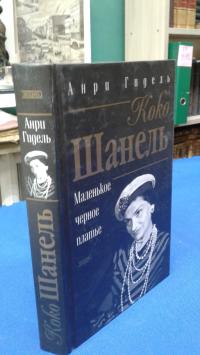 Анри Гидель
Коко
Шанель
Маленькое
черное
платье
Анри
Гидель
Коко Шанель